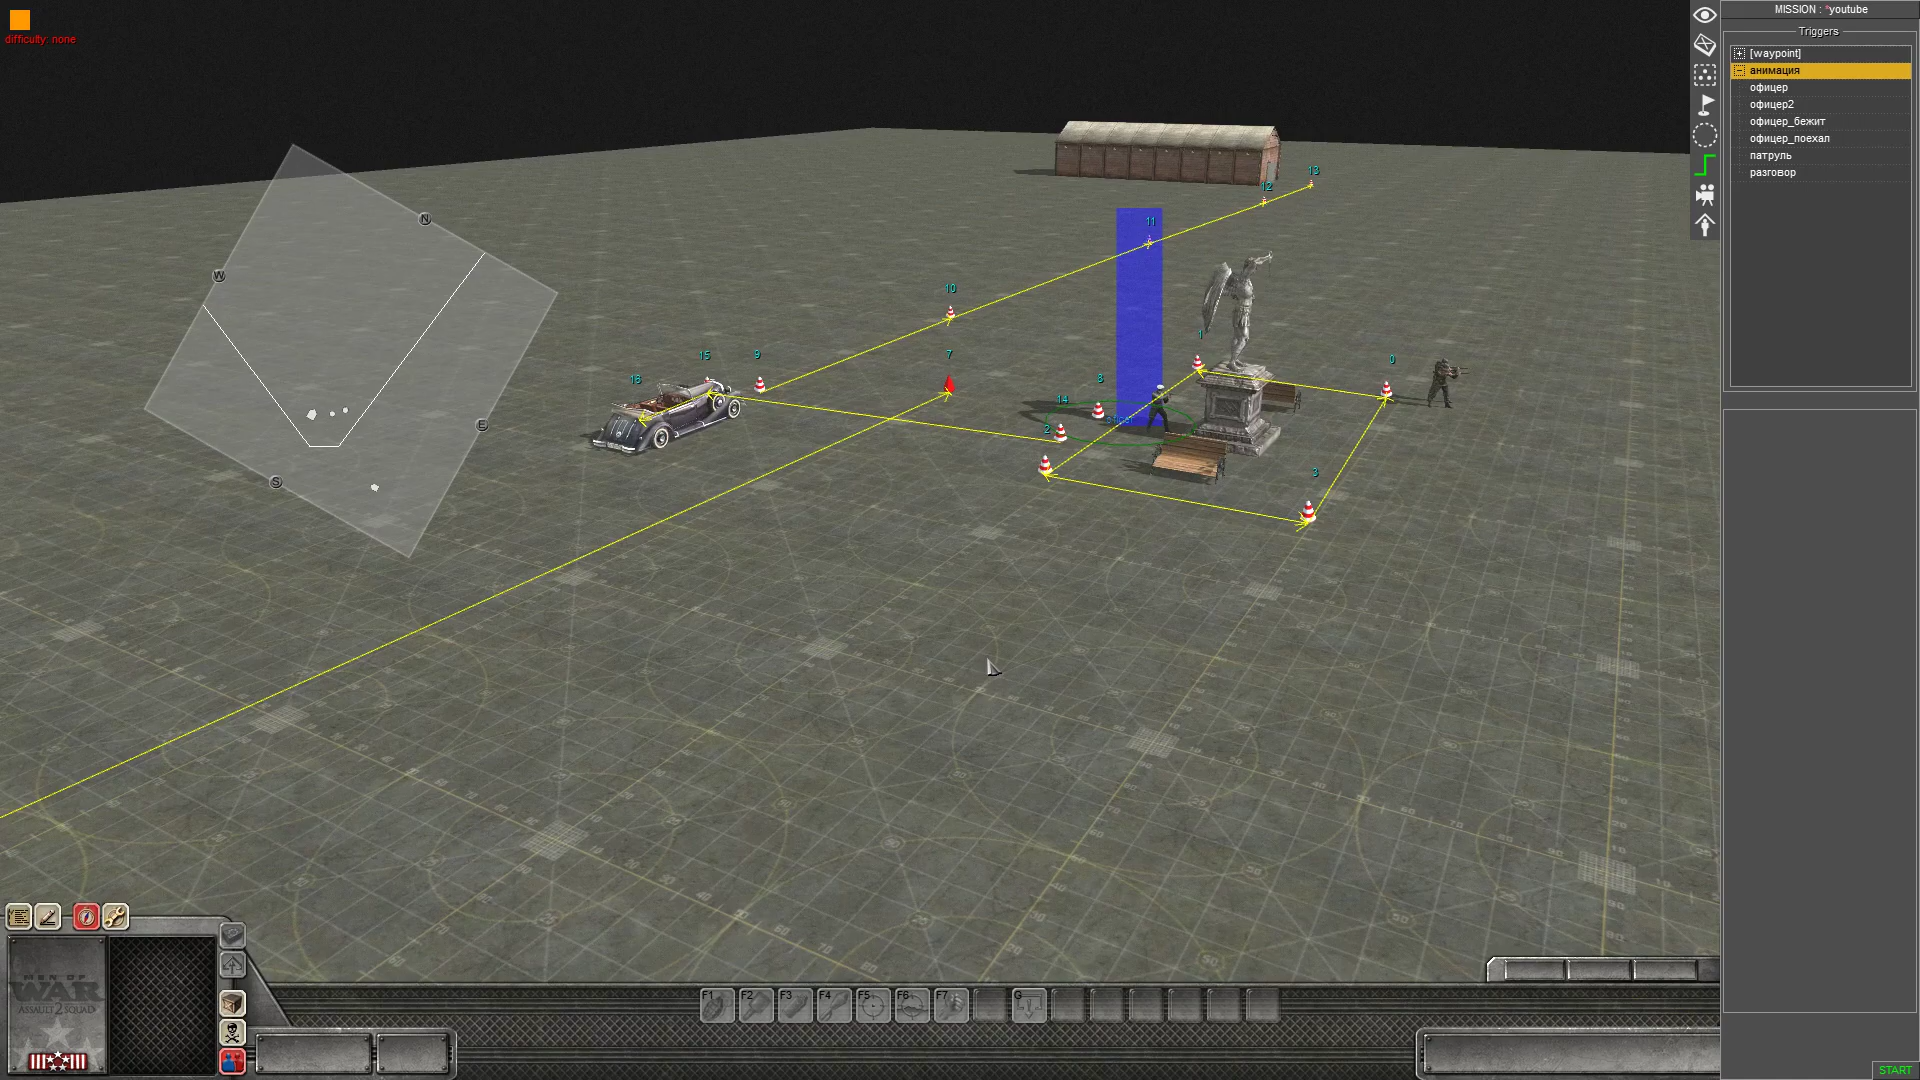 difficulty: none
MISSION : *youtube
Triggers
[waypoint]
анимация
офицер
офицер2
офицер_бежит
офицер_поехал
патруль
разговор
13
12
11
N
W
10
1
15
9
7
0
16
8
14
2
E
3
S
MEN OF
WAR
ASSAULT 2 SQUAD
F1
F2
F3
F4
F5
F6
F7
G
START